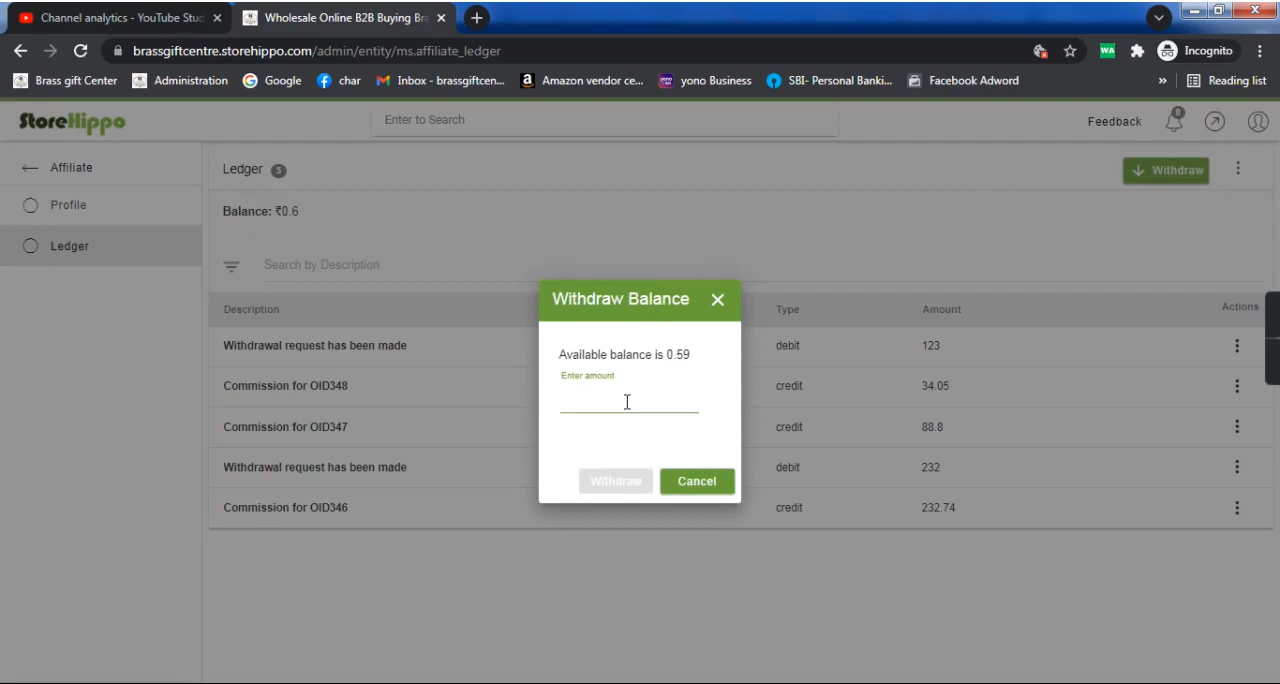 Channel analytics - YouTube Stuc
Wholesale Online B2B Buying Bra
brassgiftcentre.storehippo.com/admin/entity/ms.affiliate_ledger
WA
Incognito
Brass gift Center
Administration
Google
char
Inbox - brassgiftcen...
Amazon vendor ce...
yono Business
SBI- Personal Banki...
Facebook Adword
»
Reading list
StoreHippo
Enter to Search
Feedback
0
Affiliate
Profile
Ledger
Ledger 5
Withdraw
Balance: ₹0.6
Search by Description
Description Type Amount Actions
Withdrawal request has been made debit 123
Commission for OID348 credit 34.05
Commission for OID347 credit 88.8
Withdrawal request has been made debit 232
Commission for OID346 credit 232.74
Withdraw Balance
Available balance is 0.59
Enter amount
Withdraw Cancel